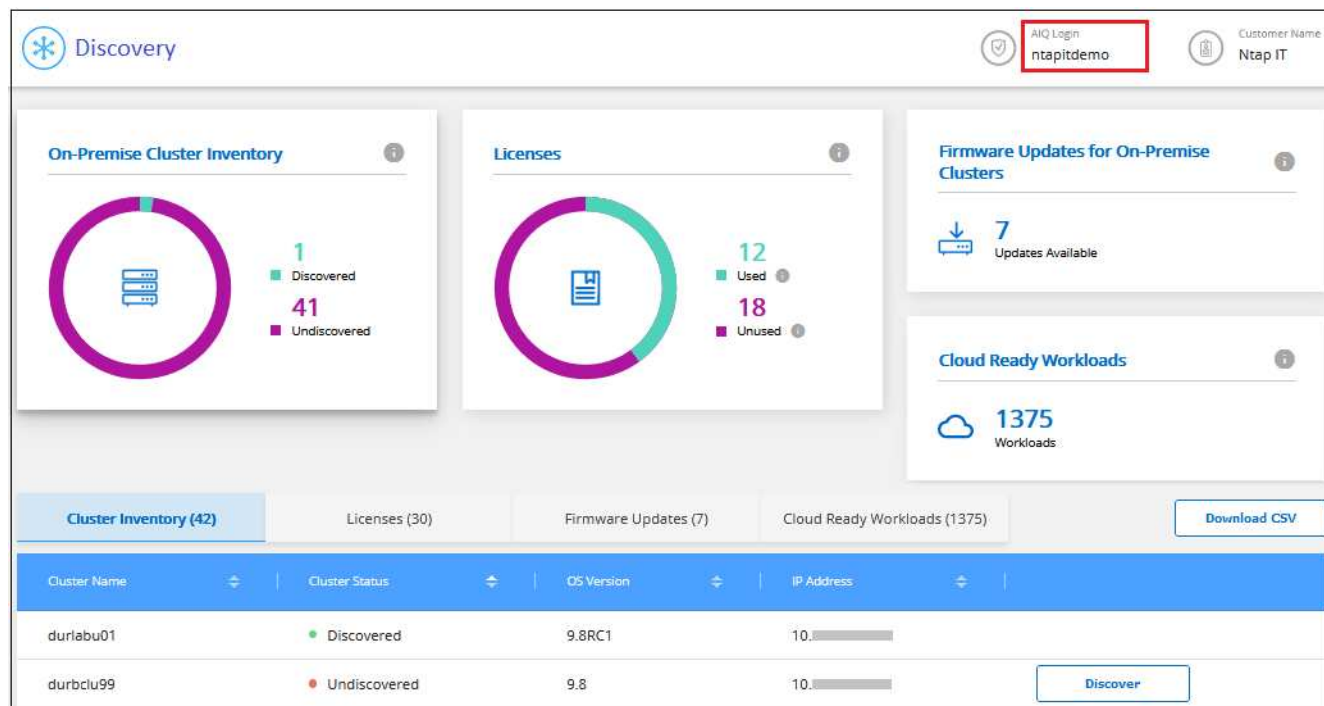 Discovery
AIQ Login
ntapitdemo
Customer Name
Ntap IT
On-Premise Cluster Inventory
1
Discovered
41
Undiscovered
Licenses
12
Used
18
Unused
Firmware Updates for On-Premise
Clusters
7
Updates Available
Cloud Ready Workloads
1375
Workloads
Cluster Inventory (42)
Licenses (30)
Firmware Updates (7)
Cloud Ready Workloads (1375)
Download CSV
Cluster Name
Cluster Status
OS Version
IP Address
durlabu01
Discovered
9.8RC1
10.
durbclu99
Undiscovered
9.8
10.
Discover